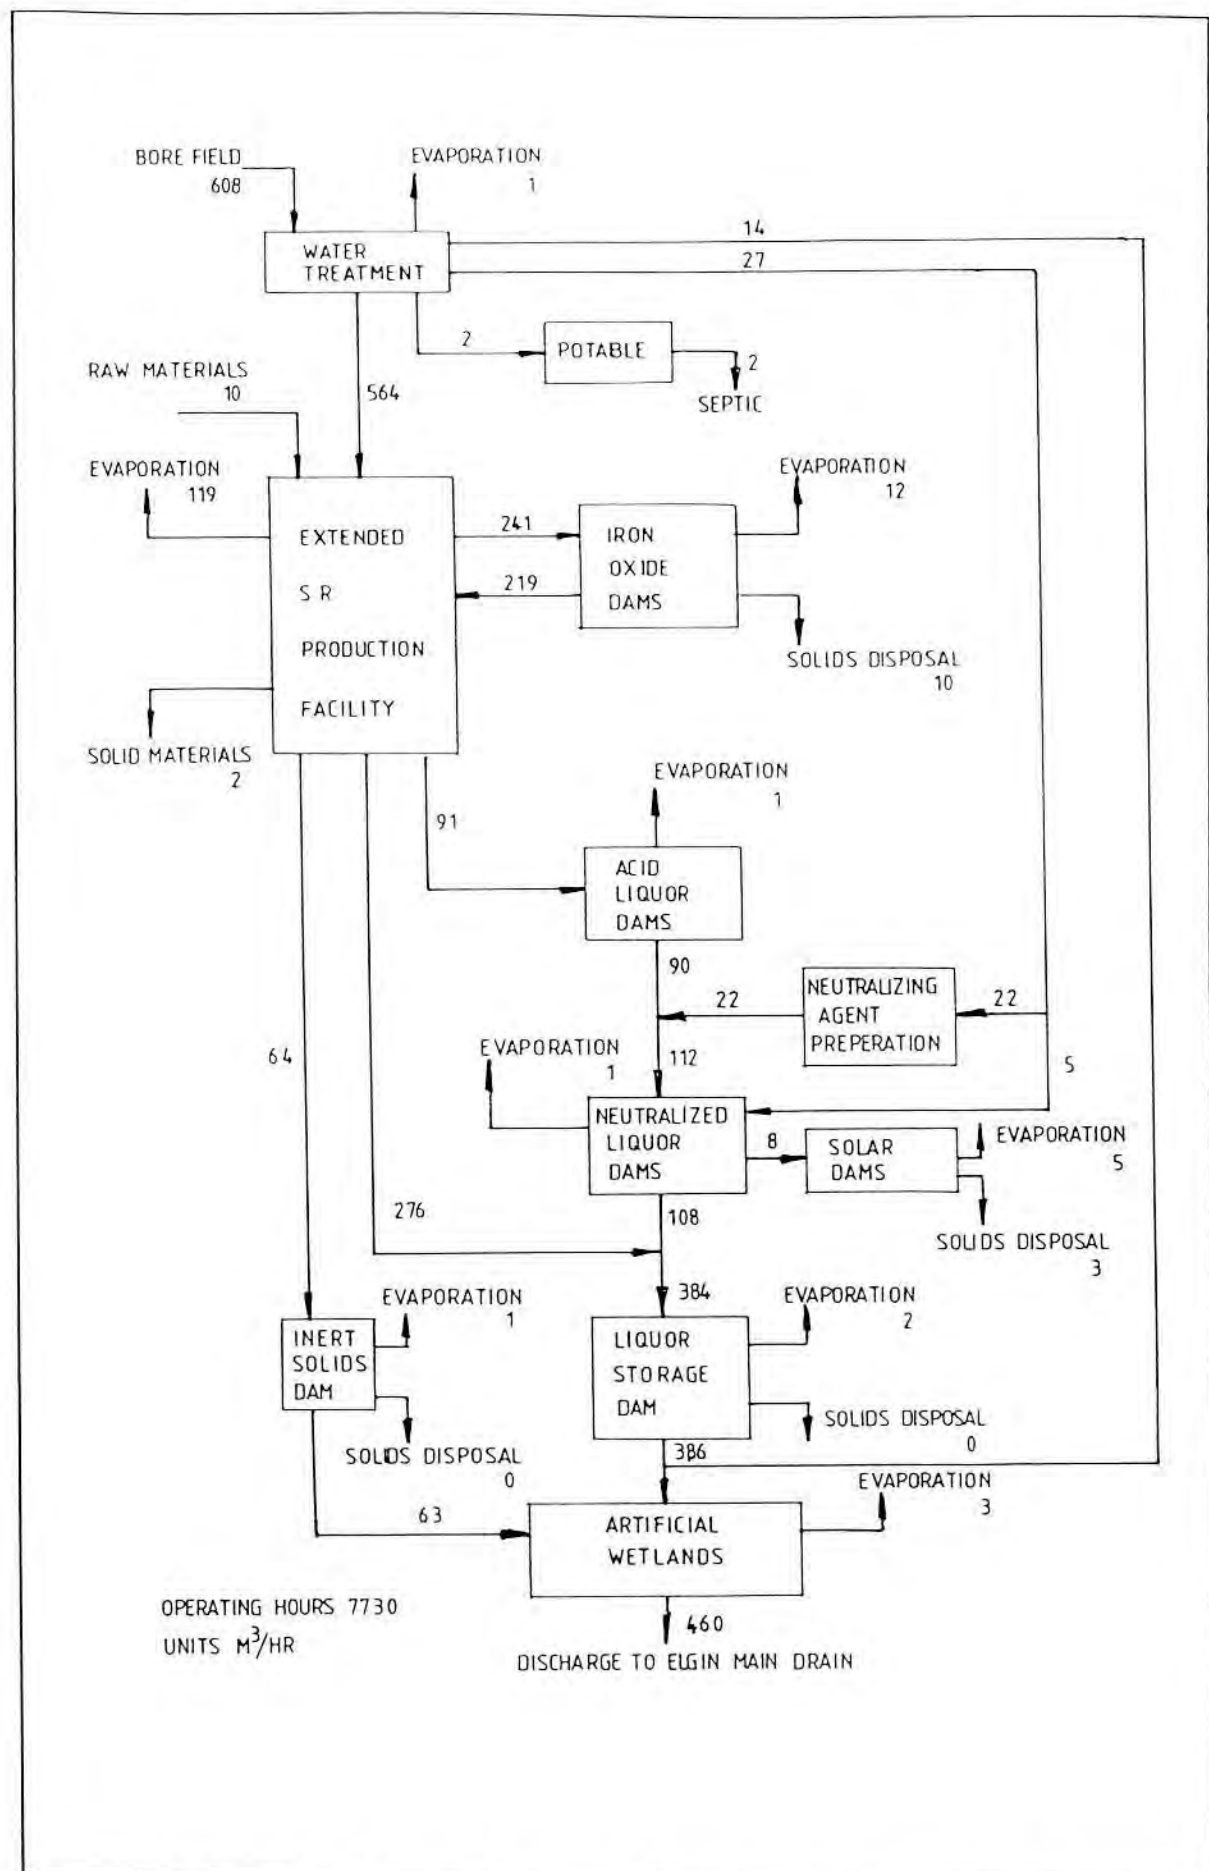 BORE FIELD
608
EVAPORATION
1
WATER
TREATMENT
14
27
2
POTABLE
2
SEPTIC
RAW MATERIALS
10
564
EVAPORATION
119
EXTENDED
S R
PRODUCTION
FACILITY
241
219
IRON
OXIDE
DAMS
EVAPORATION
12
SOLIDS DISPOSAL
10
SOLID MATERIALS
2
91
EVAPORATION
1
ACID
LIQUOR
DAMS
90
22
NEUTRALIZING
AGENT
PREPERATION
22
64
EVAPORATION
1
112
5
NEUTRALIZED
LIQUOR
DAMS
8
SOLAR
DAMS
EVAPORATION
5
SOLIDS DISPOSAL
3
276
108
384
EVAPORATION
1
INERT
SOLIDS
DAM
SOLIDS DISPOSAL
0
LIQUOR
STORAGE
DAM
EVAPORATION
2
SOLIDS DISPOSAL
0
63
ARTIFICIAL
WETLANDS
EVAPORATION
3
OPERATING HOURS 7730
UNITS M³/HR
460
DISCHARGE TO ELGIN MAIN DRAIN